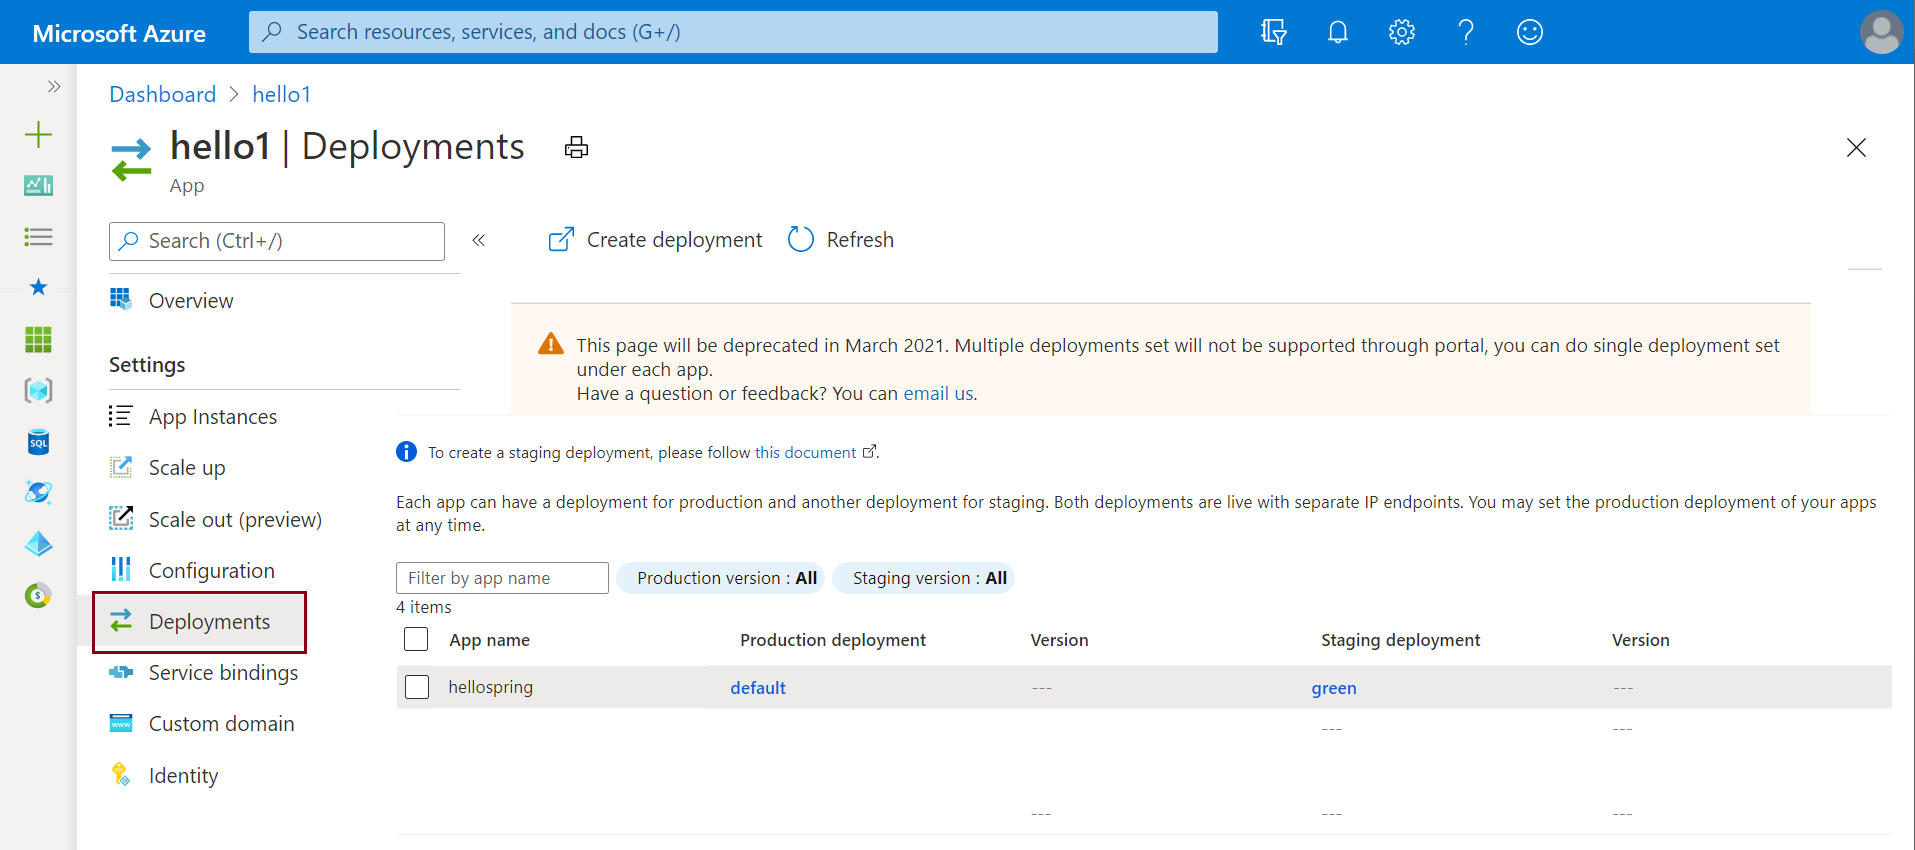 Microsoft Azure
Search resources, services, and docs (G+/)
Dashboard > hello1
hello1 | Deployments
App
Search (Ctrl+/)
«
Create deployment
Refresh
Overview
Settings
App Instances
Scale up
Scale out (preview)
Configuration
Deployments
Service bindings
Custom domain
Identity
SQL
www
This page will be deprecated in March 2021. Multiple deployments set will not be supported through portal, you can do single deployment set
under each app.
Have a question or feedback? You can email us.
To create a staging deployment, please follow this document.
Each app can have a deployment for production and another deployment for staging. Both deployments are live with separate IP endpoints. You may set the production deployment of your apps
at any time.
Filter by app name
Production version : All
Staging version : All
4 items
App name Production deployment Version Staging deployment Version
hellospring default --- green ---
--- ---
--- --- ---